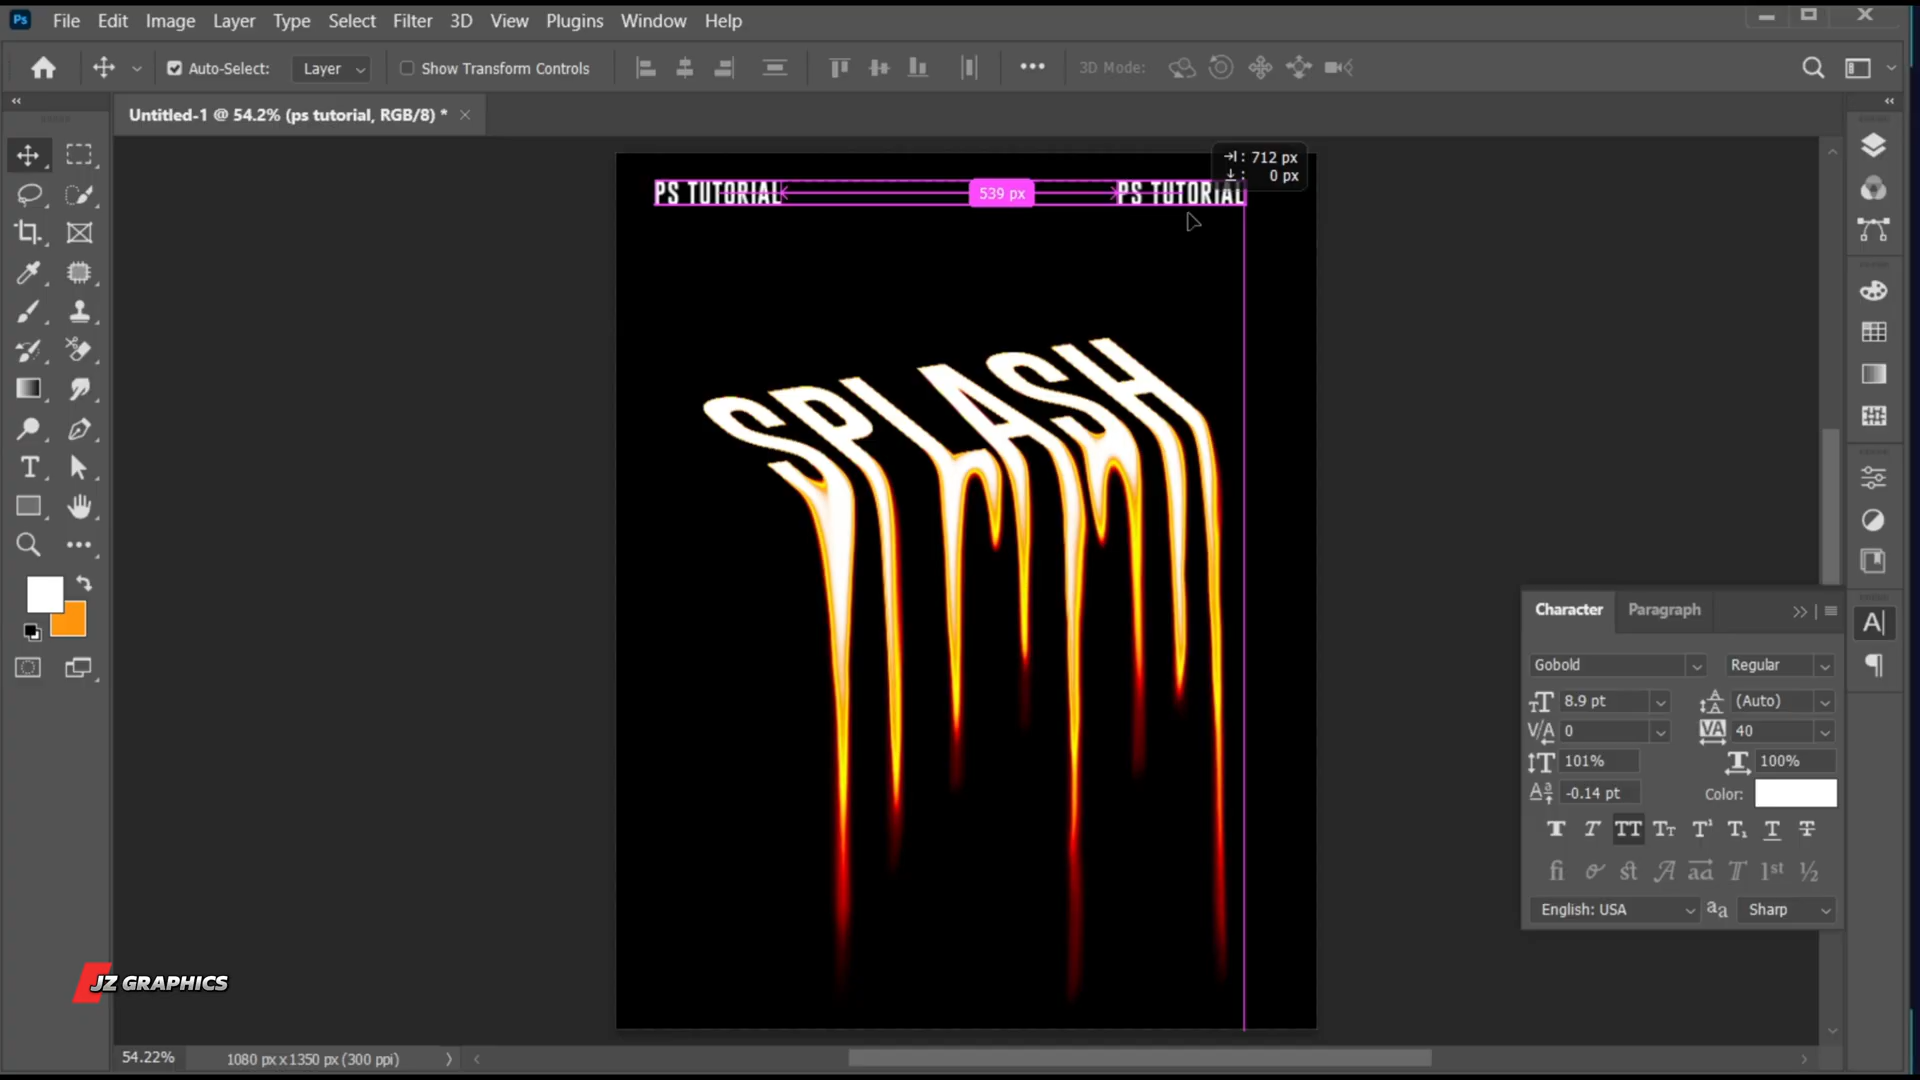 Ps File Edit Image Layer Type Select Filter 3D View Plugins Window Help
Auto-Select: Layer Show Transform Controls 3D Mode:
Untitled-1 @ 54.2% (ps tutorial, RGB/8) *
: 712 px
: 0 px
PS TUTORIAL 539 px PS TUTORIAL
SPLASH
Character Paragraph
Gobold Regular
8.9 pt (Auto)
0 40
101% 100%
-0.14 pt Color:
English: USA Sharp
JZ GRAPHICS
54.22% 1080 px x 1350 px (300 ppi)